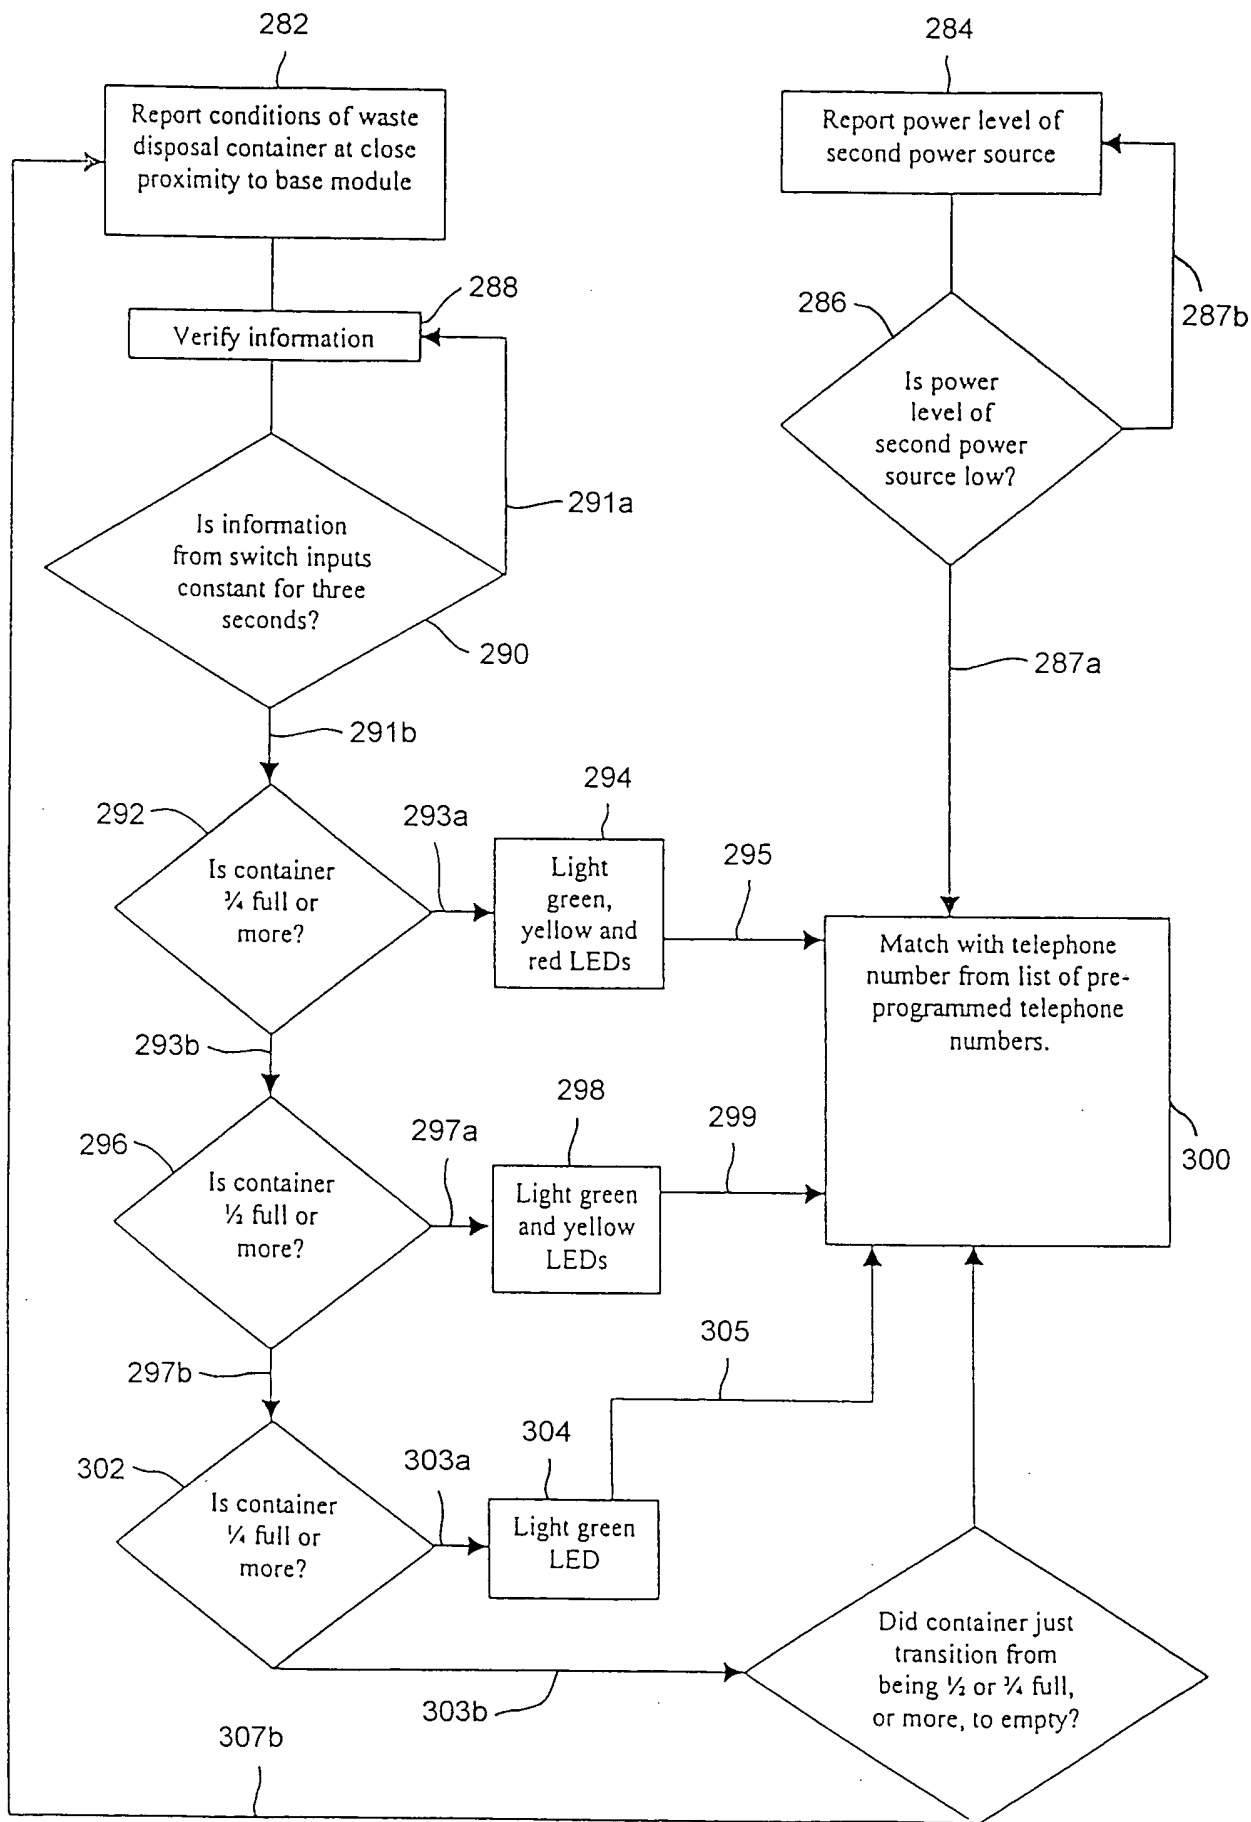 282
284
Report conditions of waste
disposal container at close
proximity to base module
Report power level of
second power source
288
Verify information
286
287b
Is power
level of
second power
source low?
291a
Is information
from switch inputs
constant for three
seconds?
290
287a
291b
292
293a
294
295
Is container
¾ full or
more?
Light
green,
yellow and
red LEDs
Match with telephone
number from list of pre-
programmed telephone
numbers.
293b
296
297a
298
299
300
Is container
½ full or
more?
Light green
and yellow
LEDs
297b
305
302
303a
304
Is container
¼ full or
more?
Light green
LED
Did container just
transition from
being ½ or ¾ full,
or more, to empty?
303b
307b